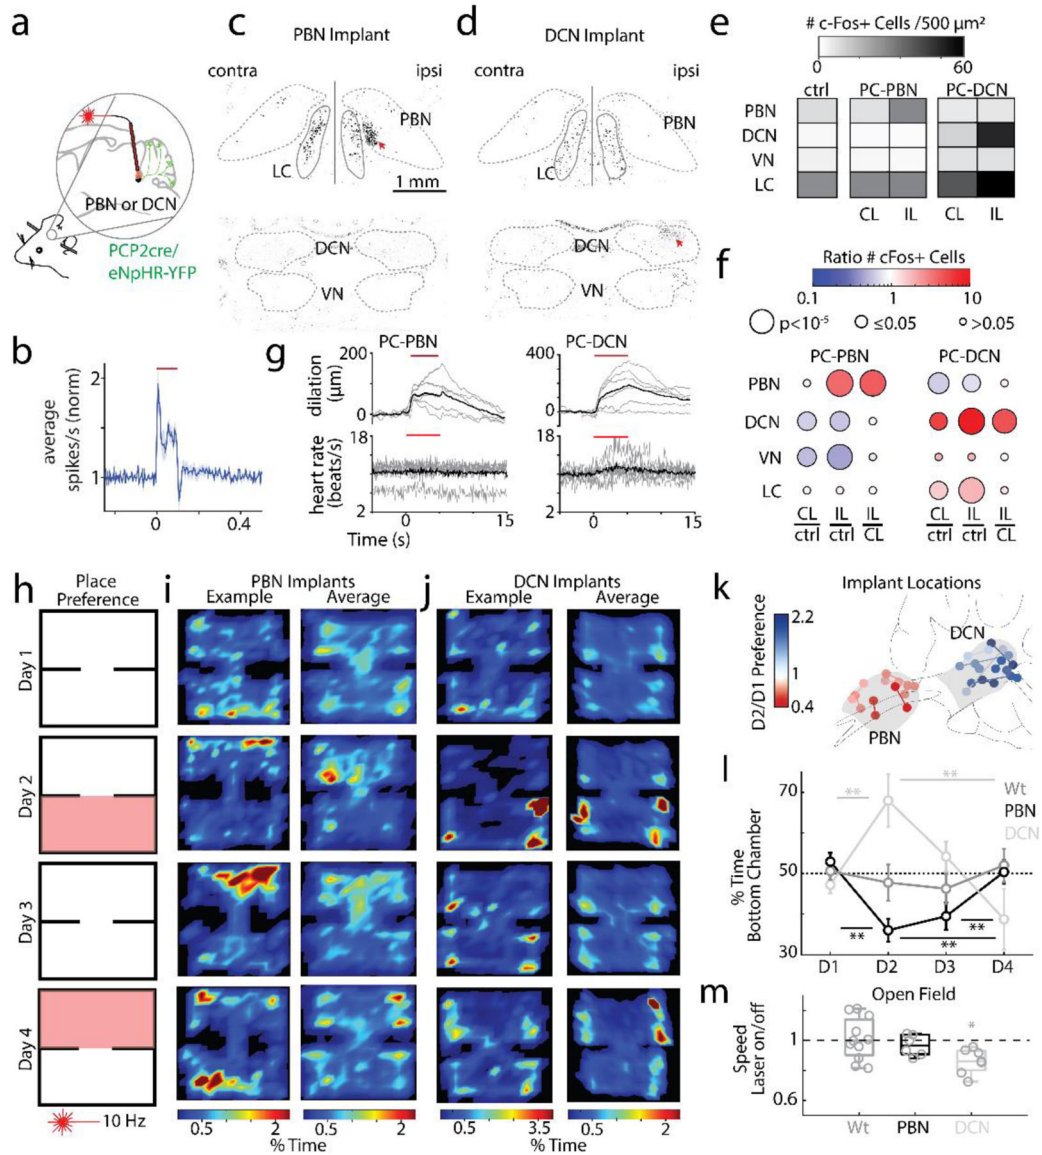 a
PBN or DCN
PCP2cre/
eNpHR-YFP
b
average
spikes/s (norm)
2
1
0
0.5
c
PBN Implant
contra
ipsi
PBN
LC
1 mm
DCN
VN
d
DCN Implant
contra
ipsi
PBN
LC
DCN
VN
e
# c-Fos+ Cells /500 µm²
0
60
ctrl
PC-PBN
PC-DCN
PBN
DCN
VN
LC
CL
IL
CL
IL
f
Ratio # cFos+ Cells
0.1
1
10
p<10⁻⁵
≤0.05
>0.05
PC-PBN
PC-DCN
PBN
DCN
VN
LC
CL
ctrl
IL
ctrl
IL
CL
CL
ctrl
IL
ctrl
IL
CL
g
PC-PBN
PC-DCN
dilation
(µm)
200
0
400
0
heart rate
(beats/s)
18
2
18
2
0
15
0
15
Time (s)
h
Place
Preference
Day 1
Day 2
Day 3
Day 4
10 Hz
i
PBN Implants
Example
Average
j
DCN Implants
Example
Average
0.5
2
0.5
2
0.5
3.5
0.5
2
% Time
% Time
k
Implant Locations
D2/D1 Preference
2.2
1
0.4
DCN
PBN
l
% Time
Bottom Chamber
70
50
30
**
**
**
**
**
Wt
PBN
DCN
D1
D2
D3
D4
m
Open Field
Speed
Laser on/off
1
0.6
*
Wt
PBN
DCN